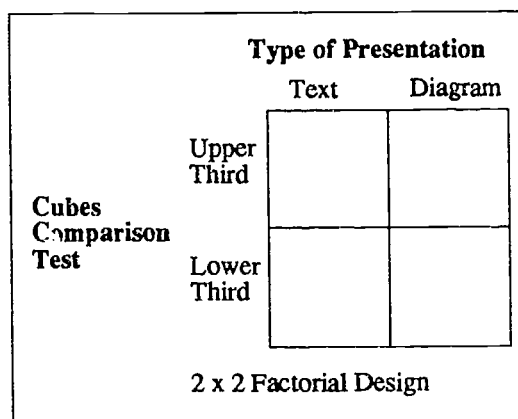 Type of Presentation
Text Diagram
Upper
Third
Cubes
Comparison
Test
Lower
Third
2 x 2 Factorial Design